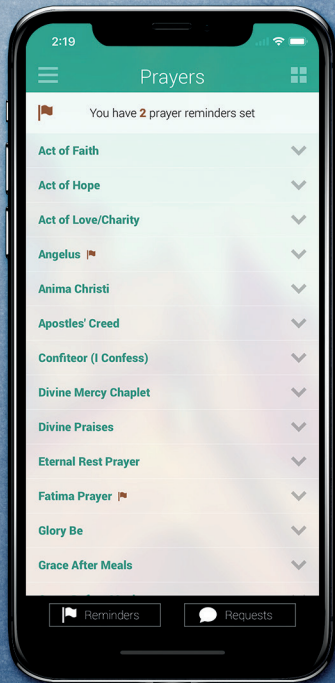 2:19
Prayers
You have 2 prayer reminders set
Act of Faith
Act of Hope
Act of Love/Charity
Angelus
Anima Christi
Apostles' Creed
Confiteor (I Confess)
Divine Mercy Chaplet
Divine Praises
Eternal Rest Prayer
Fatima Prayer
Glory Be
Grace After Meals
Reminders
Requests